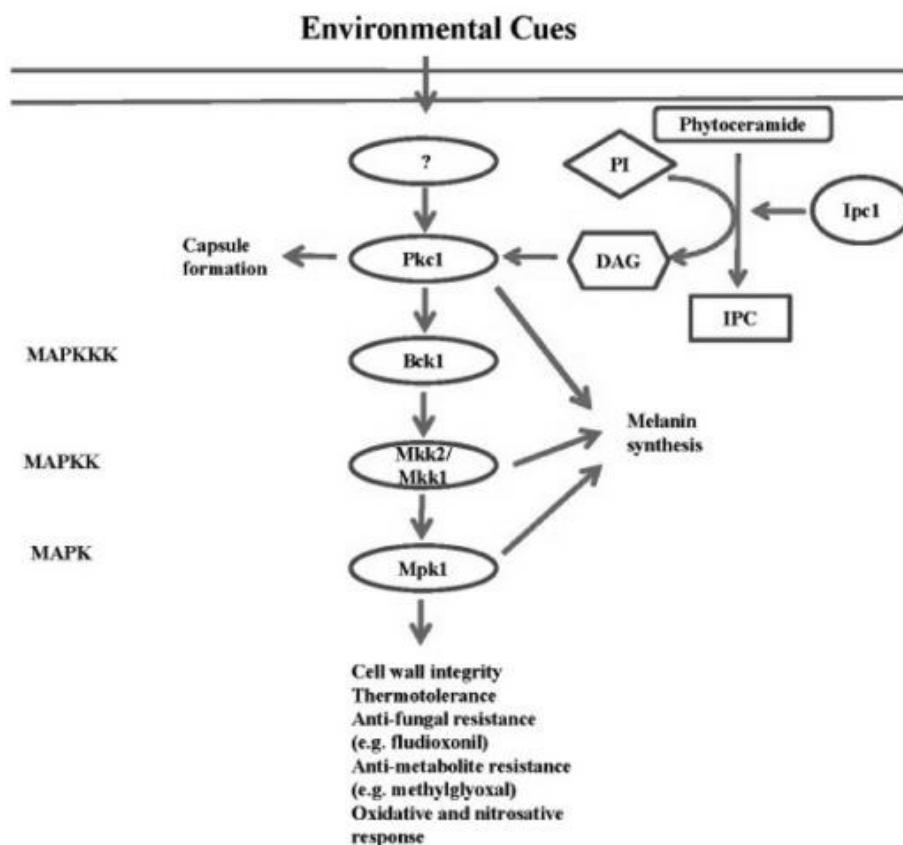 Environmental Cues
Phytoceramide
?
PI
Ipc1
Capsule
formation
Pkc1
DAG
IPC
MAPKKK
Bck1
Melanin
synthesis
MAPKK
Mkk2/
Mkk1
MAPK
Mpk1
Cell wall integrity
Thermotolerance
Anti-fungal resistance
(e.g. fludioxonil)
Anti-metabolite resistance
(e.g. methylglyoxal)
Oxidative and nitrosative
response